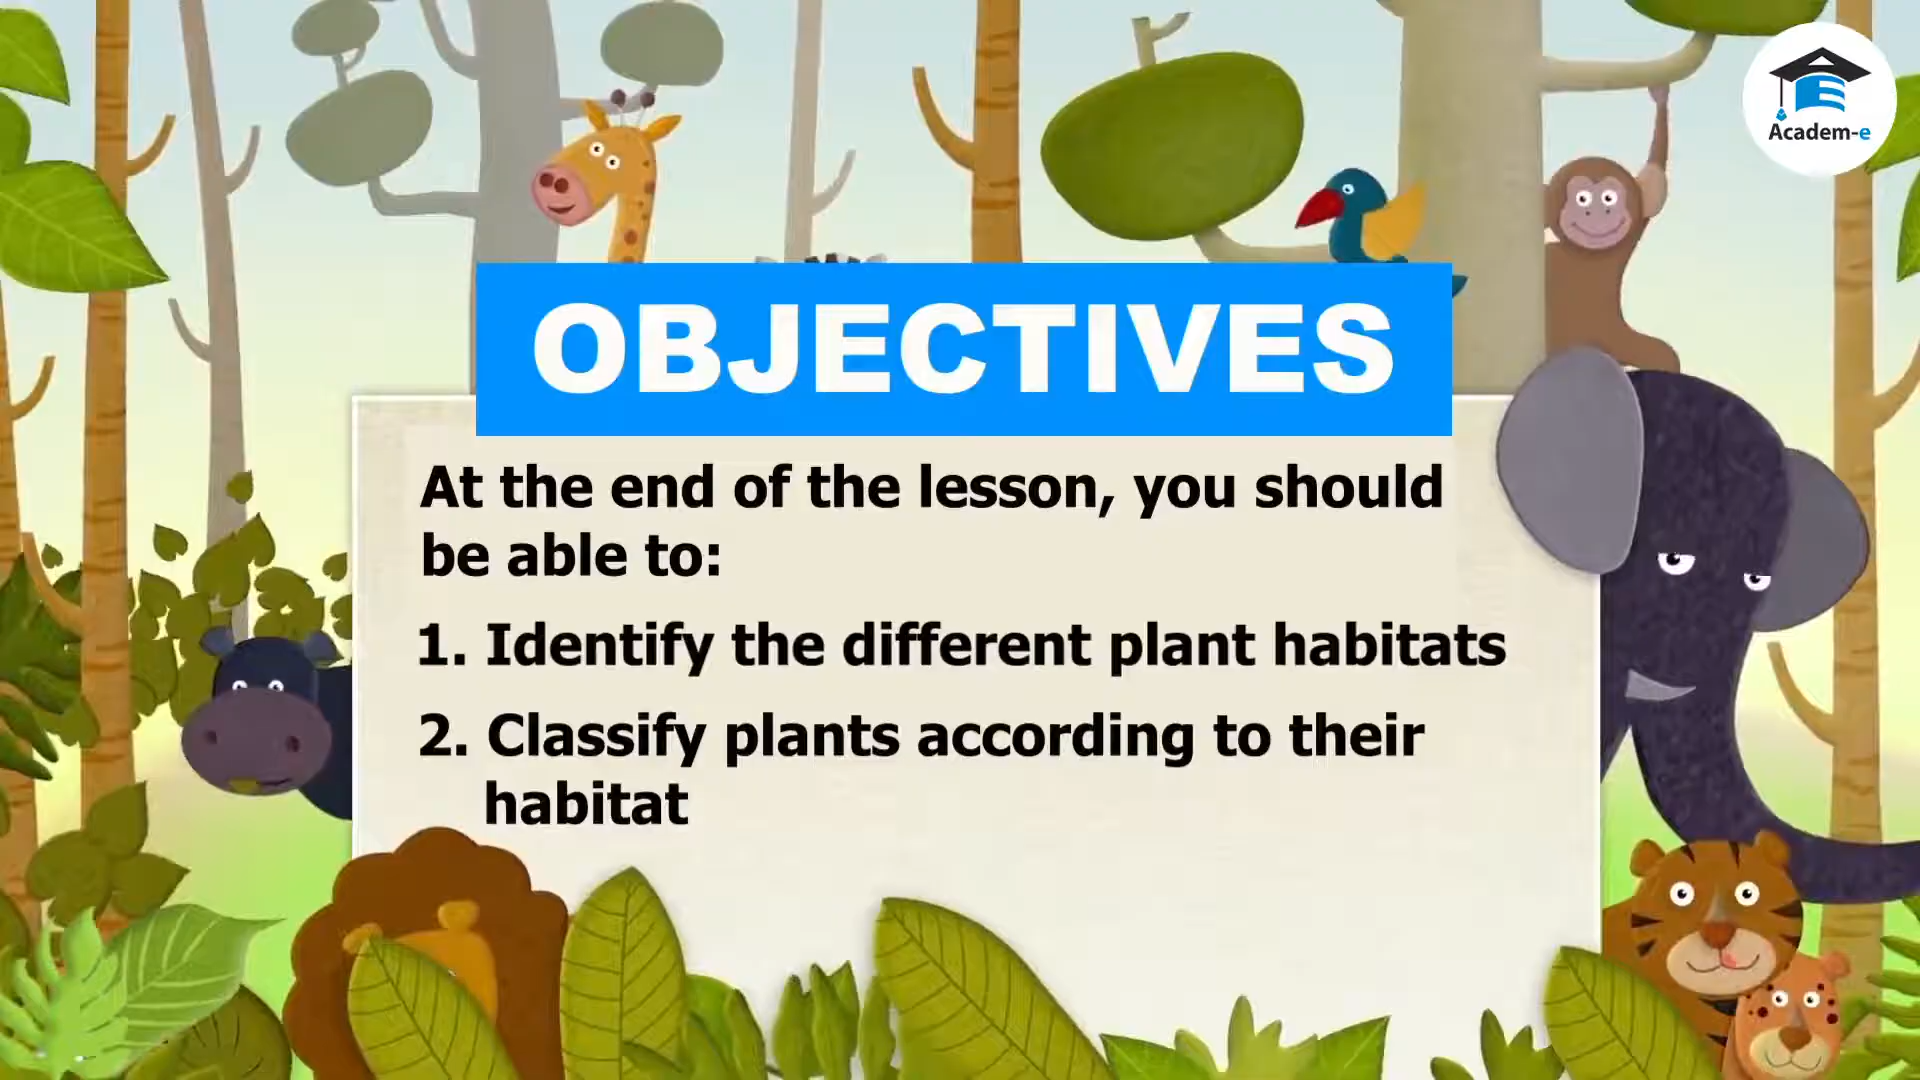 Academ-e
OBJECTIVES
At the end of the lesson, you should
be able to:
1. Identify the different plant habitats
2. Classify plants according to their
habitat